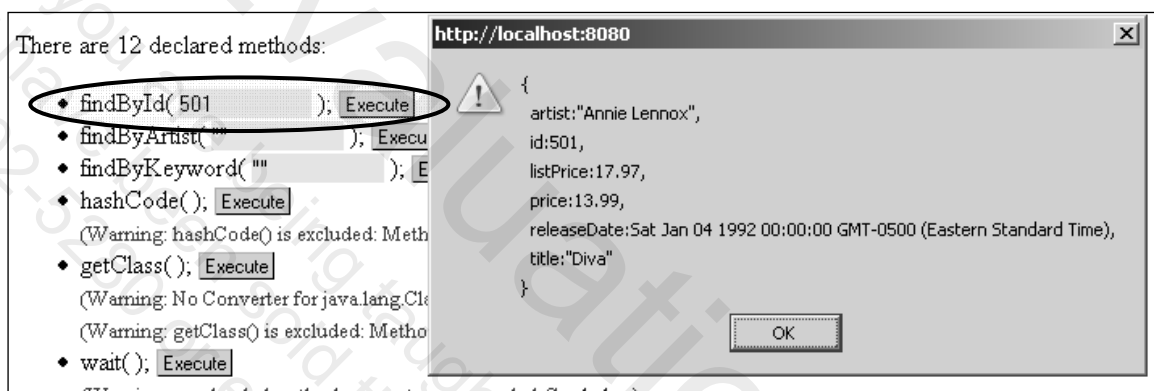 There are 12 declared methods:
• findById( 501 ); Execute
• findByArtist( "" ); Execu
• findByKeyword( "" ); E
• hashCode( ); Execute
(Warning: hashCode() is excluded: Meth
• getClass( ); Execute
(Warning: No Converter for java.lang.Cla
(Warning: getClass() is excluded: Metho
• wait( ); Execute
http://localhost:8080
{
artist:"Annie Lennox",
id:501,
listPrice:17.97,
price:13.99,
releaseDate:Sat Jan 04 1992 00:00:00 GMT-0500 (Eastern Standard Time),
title:"Diva"
}
OK